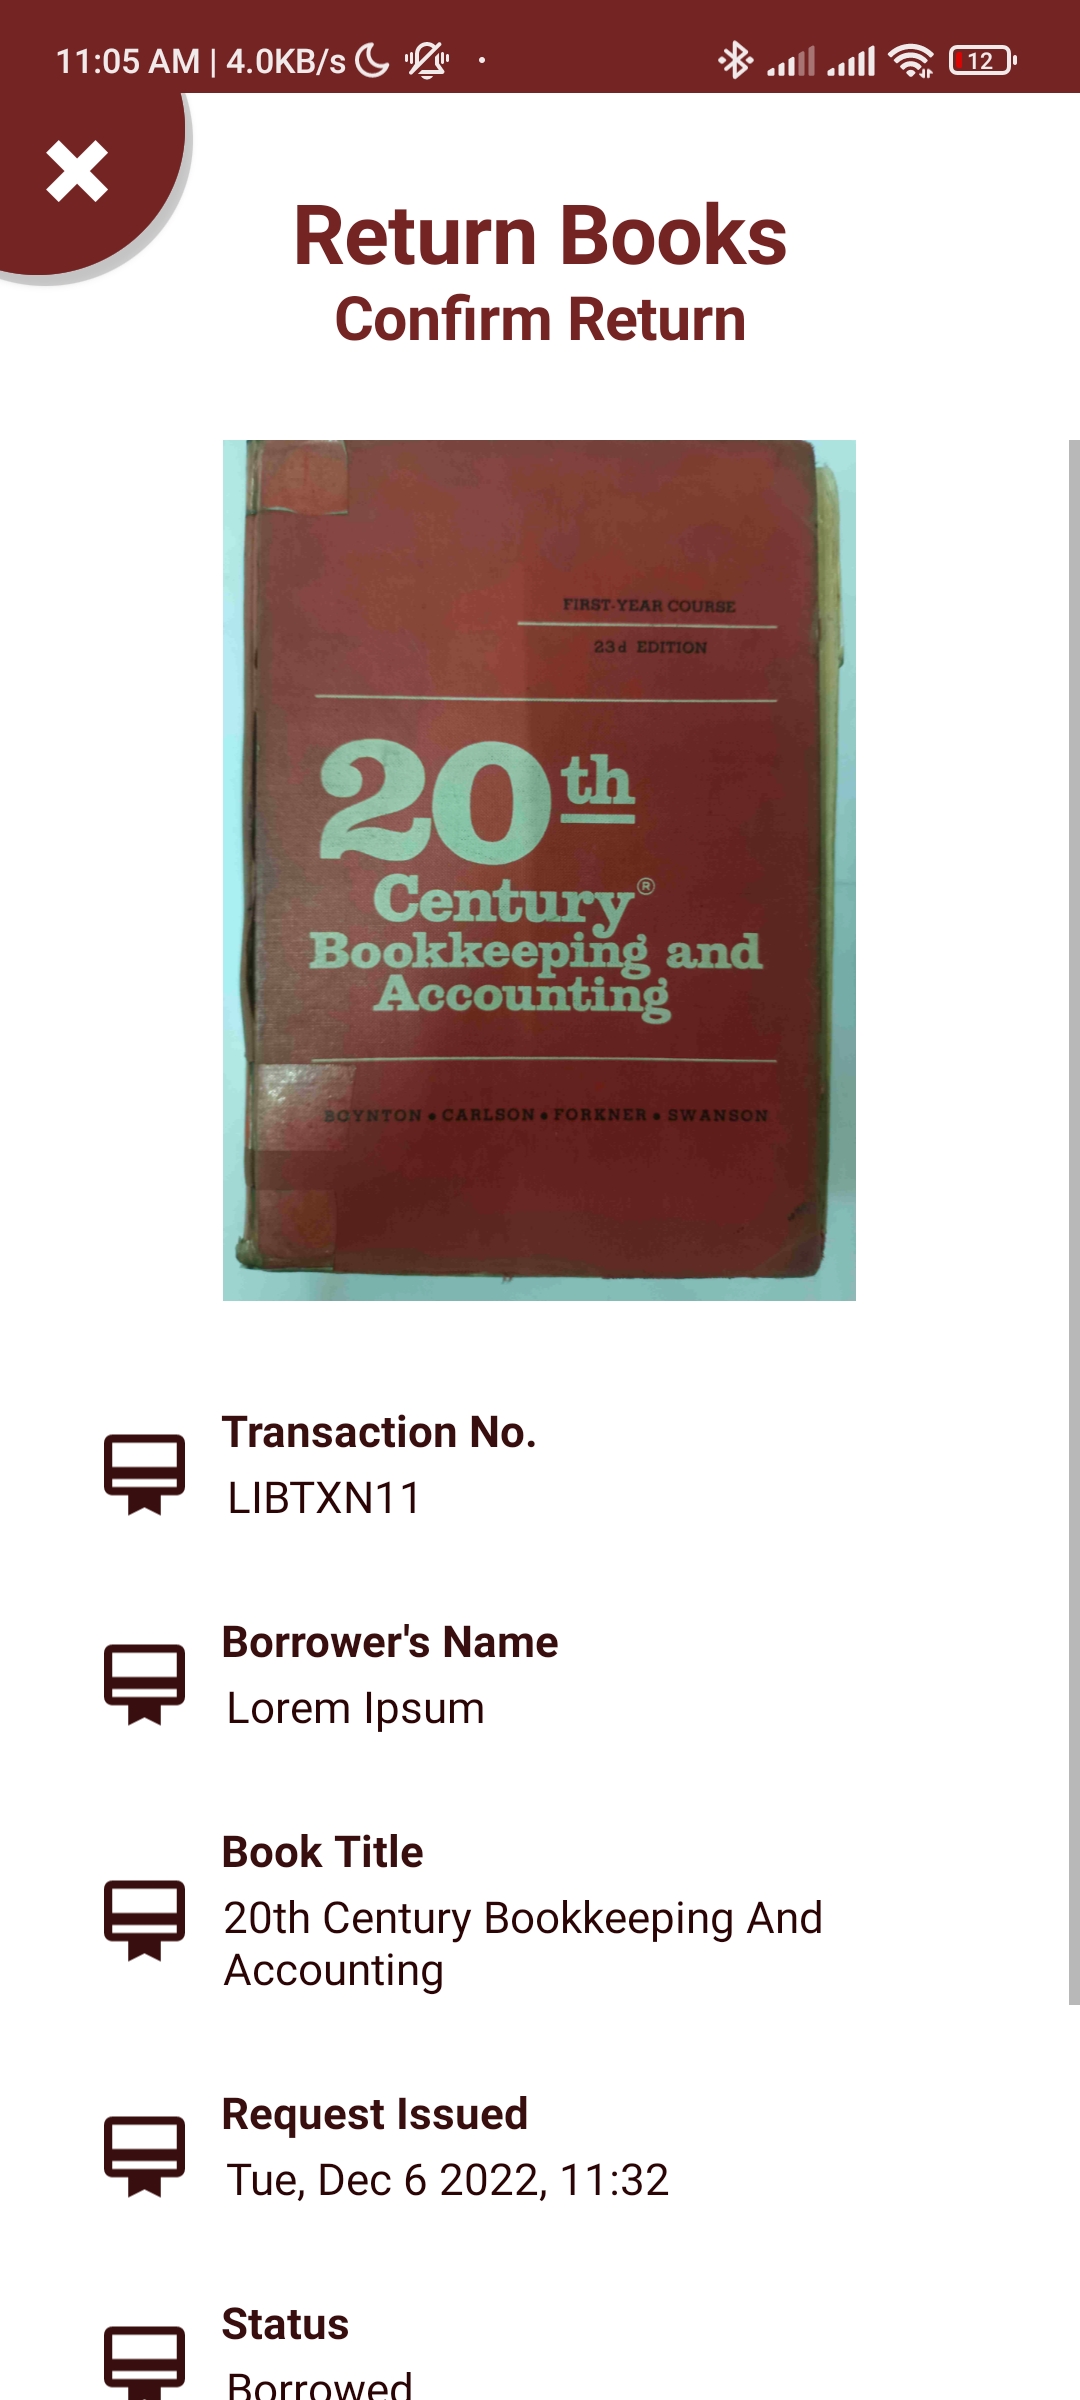 11:05 AM | 4.0KB/s
12
Return Books
Confirm Return
FIRST-YEAR COURSE
23d EDITION
20th
Century®
Bookkeeping and
Accounting
BOYNTON • CARLSON • FORKNER • SWANSON
Transaction No.
LIBTXN11
Borrower's Name
Lorem Ipsum
Book Title
20th Century Bookkeeping And
Accounting
Request Issued
Tue, Dec 6 2022, 11:32
Status
Borrowed